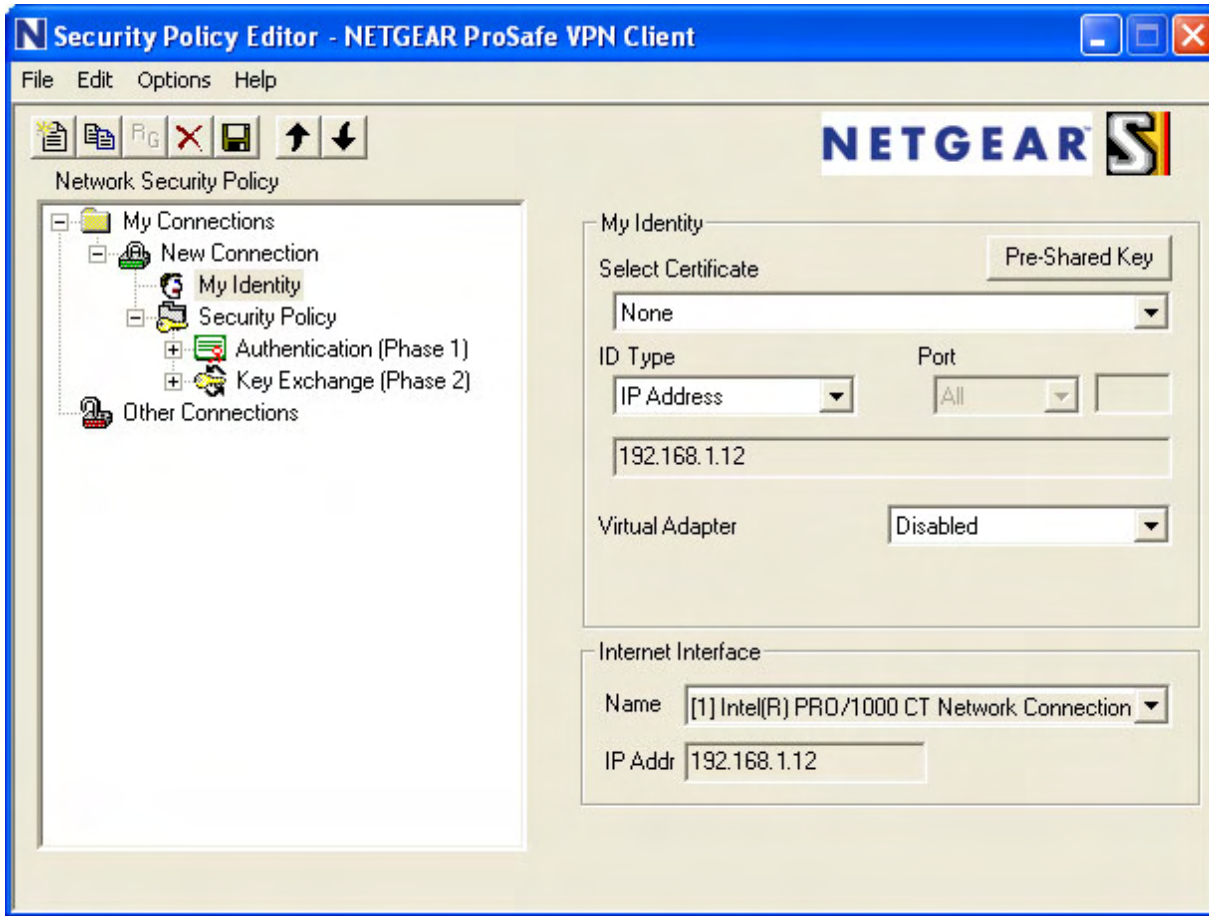 N Security Policy Editor - NETGEAR ProSafe VPN Client
File Edit Options Help
RG
NETGEAR™ S
Network Security Policy
My Connections
New Connection
My Identity
Security Policy
Authentication (Phase 1)
Key Exchange (Phase 2)
Other Connections
My Identity
Pre-Shared Key
Select Certificate
None
ID Type Port
IP Address All
192.168.1.12
Virtual Adapter Disabled
Internet Interface
Name [1] Intel(R) PRO/1000 CT Network Connection
IP Addr 192.168.1.12